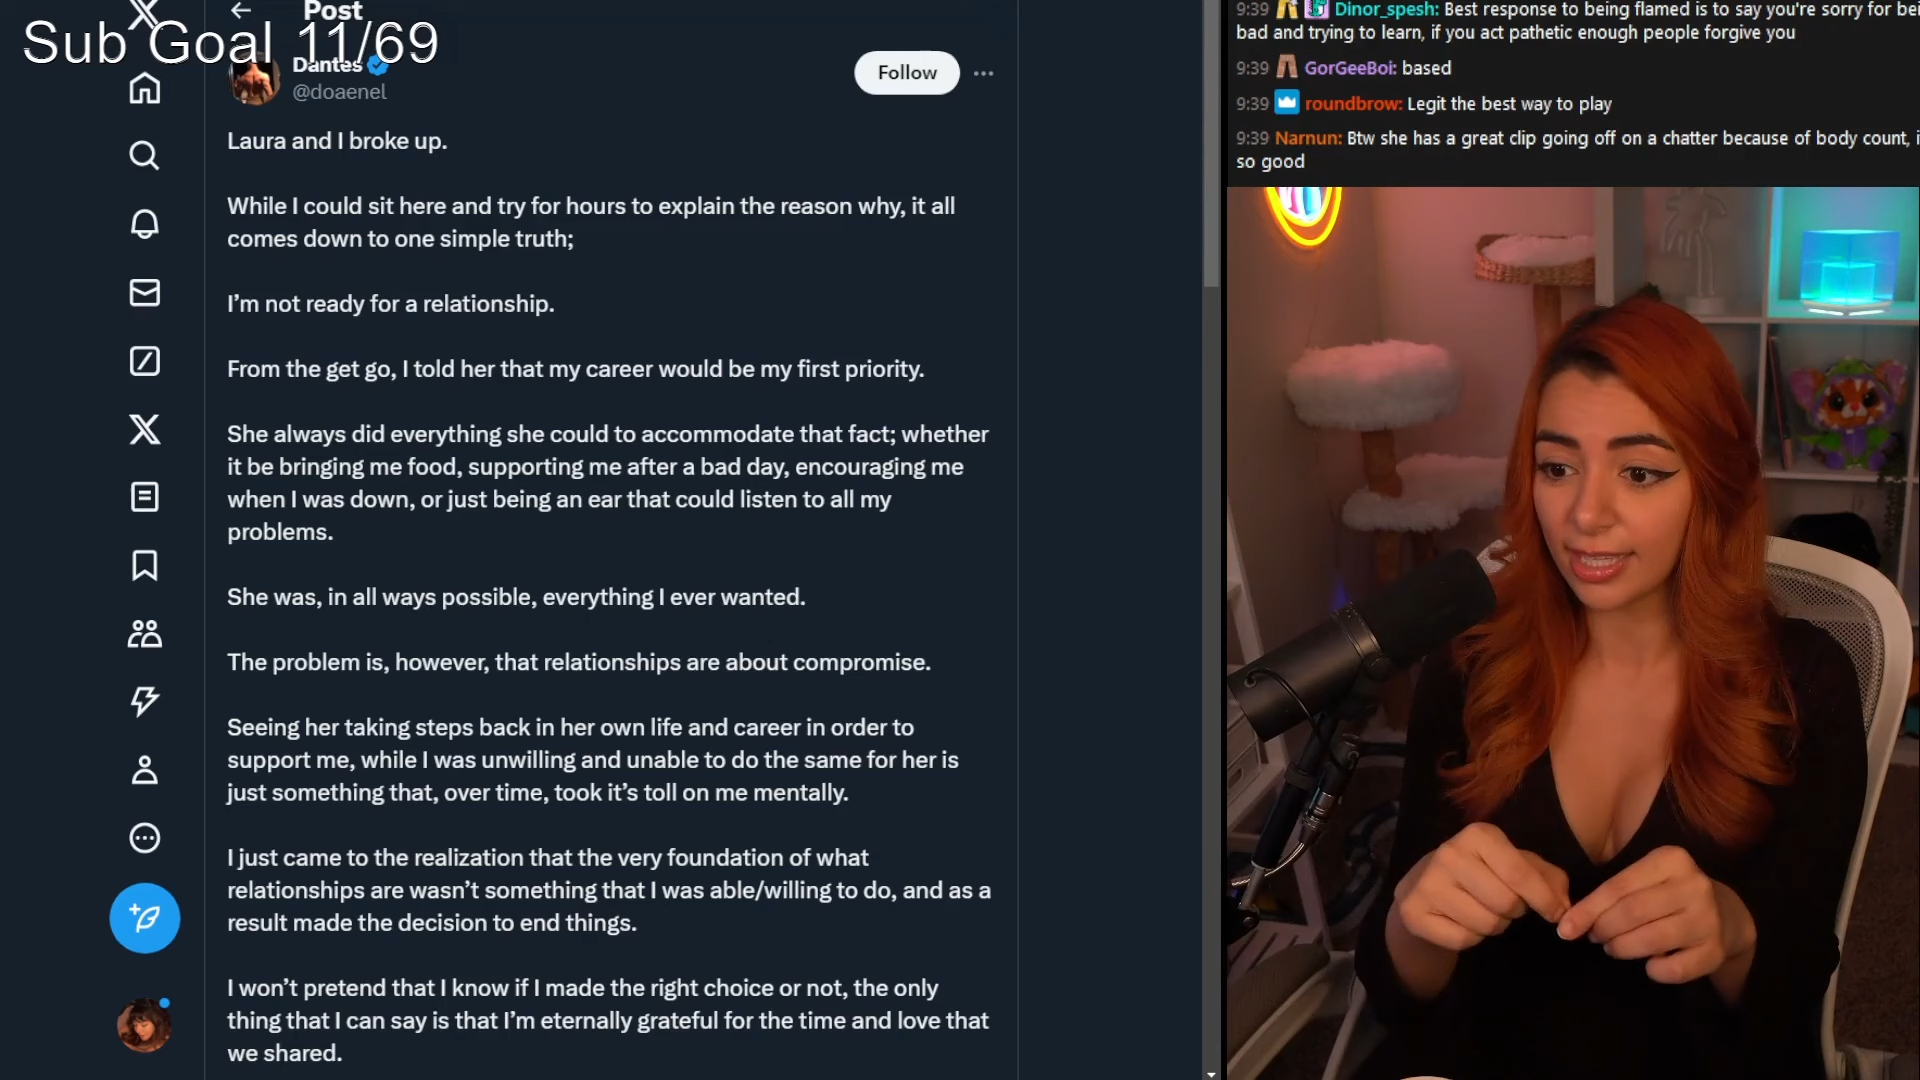 Post
Sub Goal 11/69
Dantes
@doaenel
Follow
Laura and I broke up.
While I could sit here and try for hours to explain the reason why, it all
comes down to one simple truth;
I’m not ready for a relationship.
From the get go, I told her that my career would be my first priority.
She always did everything she could to accommodate that fact; whether
it be bringing me food, supporting me after a bad day, encouraging me
when I was down, or just being an ear that could listen to all my
problems.
She was, in all ways possible, everything I ever wanted.
The problem is, however, that relationships are about compromise.
Seeing her taking steps back in her own life and career in order to
support me, while I was unwilling and unable to do the same for her is
just something that, over time, took it’s toll on me mentally.
I just came to the realization that the very foundation of what
relationships are wasn’t something that I was able/willing to do, and as a
result made the decision to end things.
I won’t pretend that I know if I made the right choice or not, the only
thing that I can say is that I’m eternally grateful for the time and love that
we shared.
9:39 Dinor_spesh: Best response to being flamed is to say you're sorry for bei
bad and trying to learn, if you act pathetic enough people forgive you
9:39 GorGeeBoi: based
9:39 roundbrow: Legit the best way to play
9:39 Narnun: Btw she has a great clip going off on a chatter because of body count, i
so good